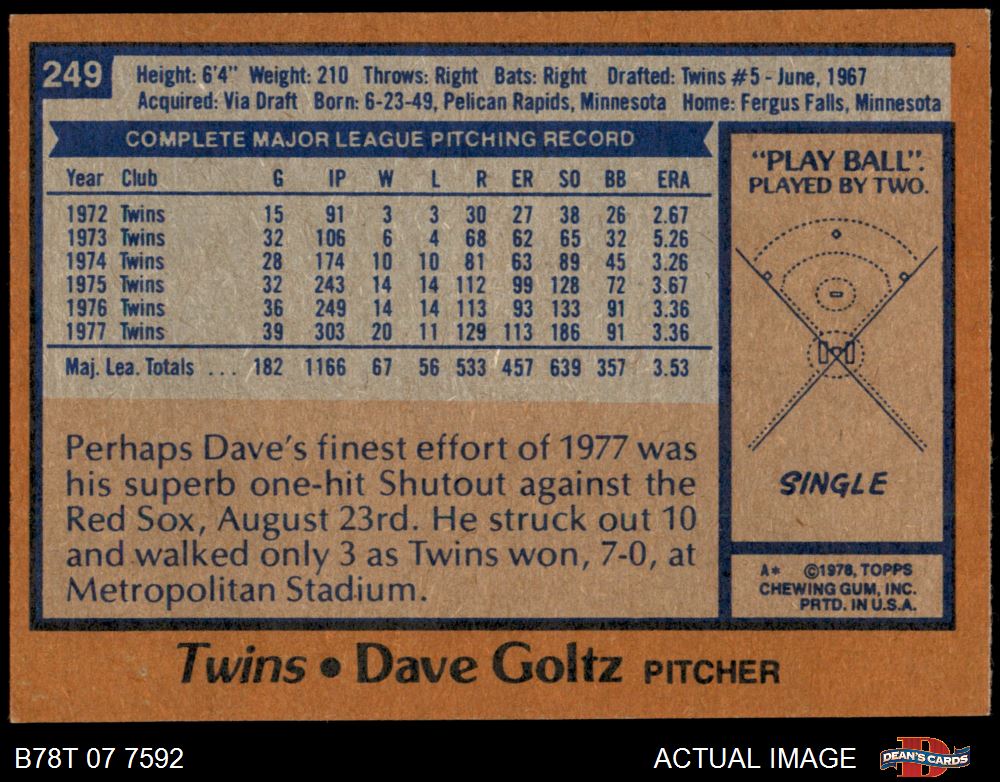 249
Height: 6'4" Weight: 210 Throws: Right Bats: Right Drafted: Twins #5 - June, 1967
Acquired: Via Draft Born: 6-23-49, Pelican Rapids, Minnesota Home: Fergus Falls, Minnesota
COMPLETE MAJOR LEAGUE PITCHING RECORD
Year Club G IP W L R ER SO BB ERA
1972 Twins 15 91 3 3 30 27 38 26 2.67
1973 Twins 32 106 6 4 68 62 65 32 5.26
1974 Twins 28 174 10 10 81 63 89 45 3.26
1975 Twins 32 243 14 14 112 99 128 72 3.67
1976 Twins 36 249 14 14 113 93 133 91 3.36
1977 Twins 39 303 20 11 129 113 186 91 3.36
Maj. Lea. Totals ... 182 1166 67 56 533 457 639 357 3.53
Perhaps Dave's finest effort of 1977 was
his superb one-hit Shutout against the
Red Sox, August 23rd. He struck out 10
and walked only 3 as Twins won, 7-0, at
Metropolitan Stadium.
"PLAY BALL":
PLAYED BY TWO.
SINGLE
A* ©1978, TOPPS
CHEWING GUM, INC.
PRTD. IN U.S.A.
Twins • Dave Goltz PITCHER
B78T 07 7592
ACTUAL IMAGE
DEAN'S CARDS